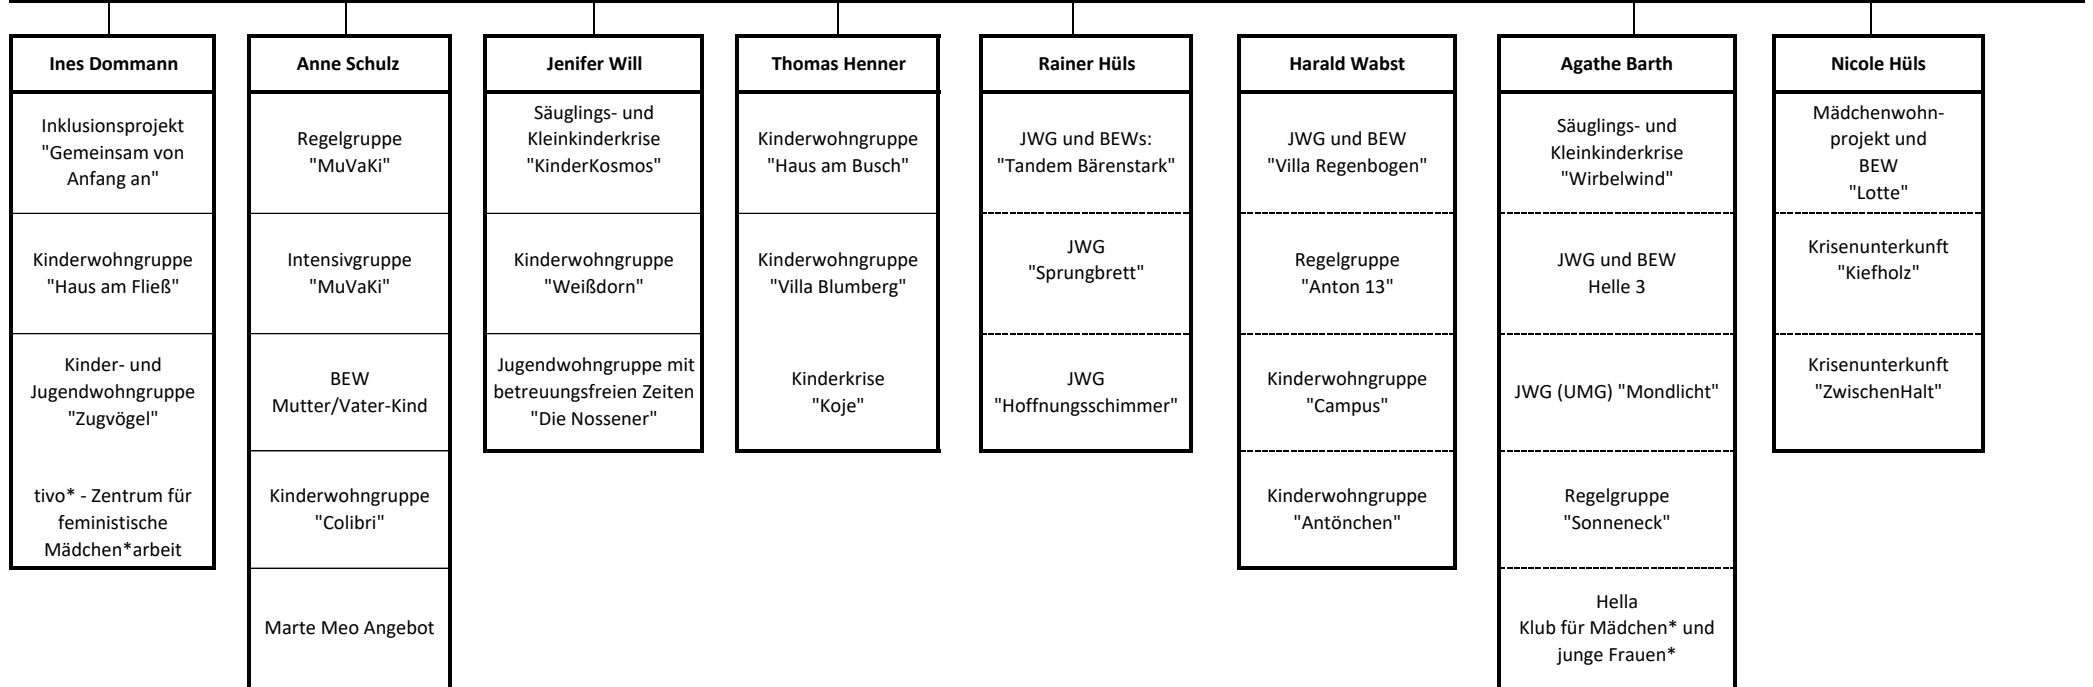 Ines Dommann
Inklusionsprojekt
"Gemeinsam von
Anfang an"
Kinderwohngruppe
"Haus am Fließ"
Kinder- und
Jugendwohngruppe
"Zugvögel"
tivo* - Zentrum für
feministische
Mädchen*arbeit
Anne Schulz
Regelgruppe
"MuVaKi"
Intensivgruppe
"MuVaKi"
BEW
Mutter/Vater-Kind
Kinderwohngruppe
"Colibri"
Marte Meo Angebot
Jenifer Will
Säuglings- und
Kleinkinderkrise
"KinderKosmos"
Kinderwohngruppe
"Weißdorn"
Jugendwohngruppe mit
betreuungsfreien Zeiten
"Die Nossener"
Thomas Henner
Kinderwohngruppe
"Haus am Busch"
Kinderwohngruppe
"Villa Blumberg"
Kinderkrise
"Koje"
Rainer Hüls
JWG und BEWs:
"Tandem Bärenstark"
JWG
"Sprungbrett"
JWG
"Hoffnungsschimmer"
Harald Wabst
JWG und BEW
"Villa Regenbogen"
Regelgruppe
"Anton 13"
Kinderwohngruppe
"Campus"
Kinderwohngruppe
"Antönchen"
Agathe Barth
Säuglings- und
Kleinkinderkrise
"Wirbelwind"
JWG und BEW
Helle 3
JWG (UMG) "Mondlicht"
Regelgruppe
"Sonneneck"
Hella
Klub für Mädchen* und
junge Frauen*
Nicole Hüls
Mädchenwohn-
projekt und
BEW
"Lotte"
Krisenunterkunft
"Kiefholz"
Krisenunterkunft
"ZwischenHalt"